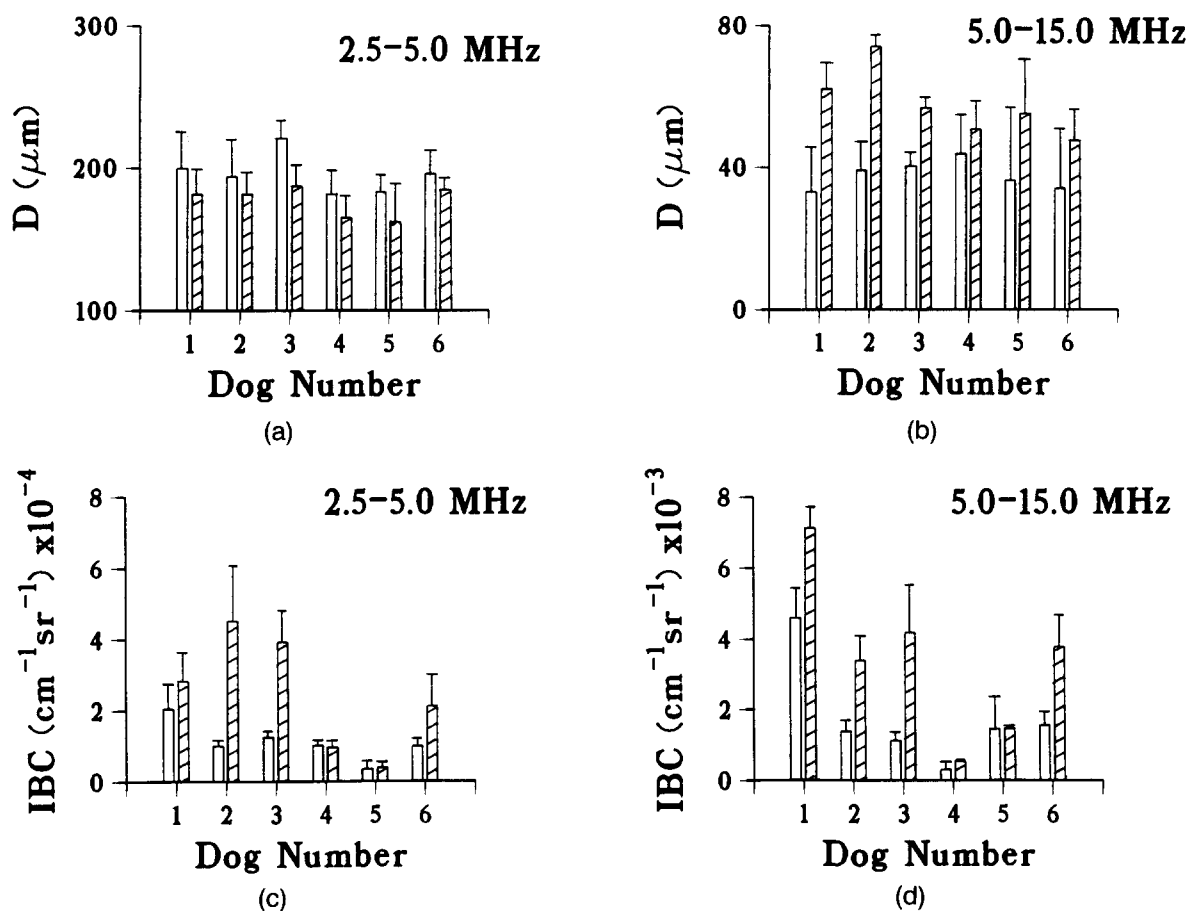 300
200
100
D (μm)
2.5–5.0 MHz
1 2 3 4 5 6
Dog Number
(a)
80
40
0
D (μm)
5.0–15.0 MHz
1 2 3 4 5 6
Dog Number
(b)
8
6
4
2
0
IBC (cm⁻¹sr⁻¹) x10⁻⁴
2.5–5.0 MHz
1 2 3 4 5 6
Dog Number
(c)
8
6
4
2
0
IBC (cm⁻¹sr⁻¹) x10⁻³
5.0–15.0 MHz
1 2 3 4 5 6
Dog Number
(d)